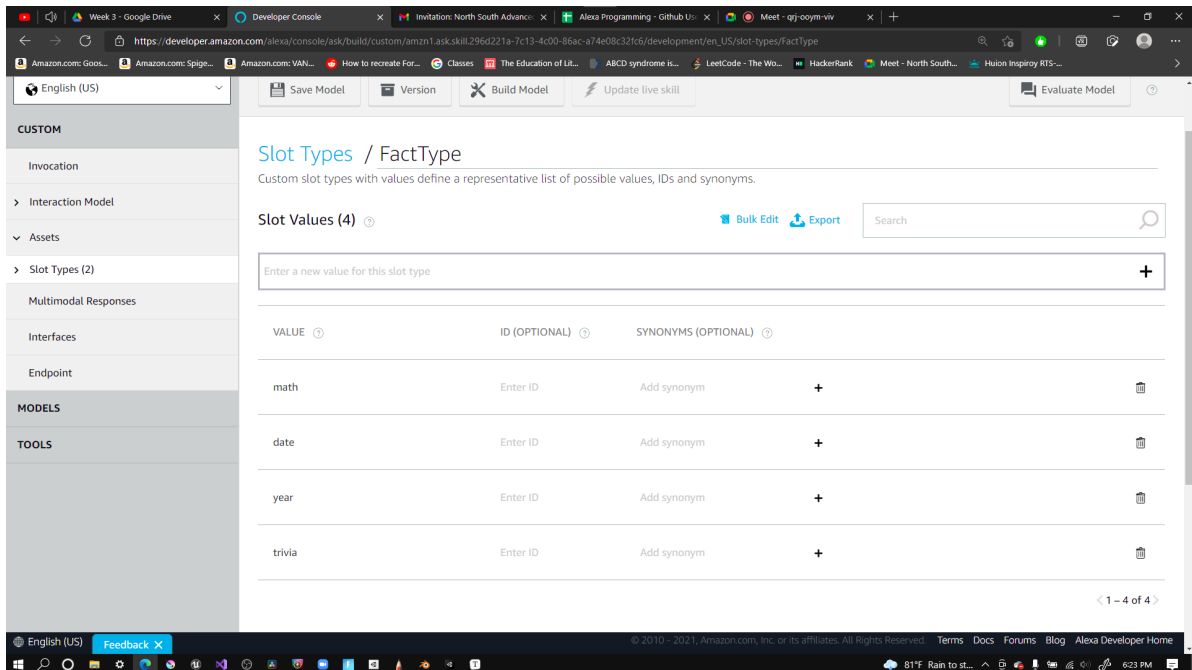 Week 3 - Google Drive
Developer Console
Invitation: North South Advance
Alexa Programming - Github Us
Meet - qrj-ooym-viv
https://developer.amazon.com/alexa/console/ask/build/custom/amzn1.ask.skill.296d221a-7c13-4c00-86ac-a74e08c32fc6/development/en_US/slot-types/FactType
Amazon.com: Goos...
Amazon.com: Spige...
Amazon.com: VAN...
How to recreate For...
Classes
The Education of Lit...
ABCD syndrome is...
LeetCode - The Wo...
HackerRank
Meet - North South...
Huion Inspiroy RTS-...
English (US)
Save Model
Version
Build Model
Update live skill
Evaluate Model
CUSTOM
Invocation
Interaction Model
Assets
Slot Types (2)
Multimodal Responses
Interfaces
Endpoint
MODELS
TOOLS
Slot Types / FactType
Custom slot types with values define a representative list of possible values, IDs and synonyms.
Slot Values (4)
Bulk Edit
Export
Search
Enter a new value for this slot type
VALUE
ID (OPTIONAL)
SYNONYMS (OPTIONAL)
math
Enter ID
Add synonym
date
Enter ID
Add synonym
year
Enter ID
Add synonym
trivia
Enter ID
Add synonym
1 – 4 of 4
English (US)
Feedback
© 2010 - 2021, Amazon.com, Inc. or its affiliates. All Rights Reserved.
Terms
Docs
Forums
Blog
Alexa Developer Home
81°F Rain to st...
6:23 PM